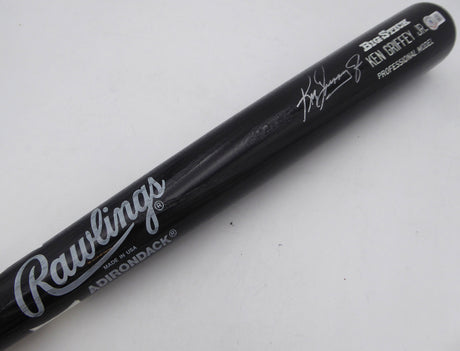 Rawlings®
MADE IN USA
ADIRONDACK®
BIG STICK
KEN GRIFFEY JR.
PROFESSIONAL MODEL